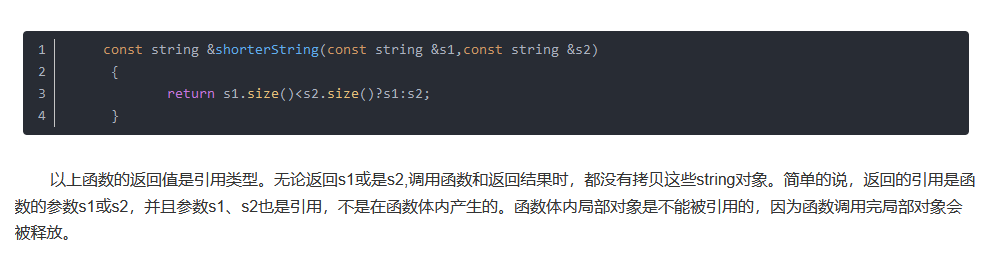 1 const string &shorterString(const string &s1,const string &s2)
2 {
3 return s1.size()<s2.size()?s1:s2;
4 }
以上函数的返回值是引用类型。无论返回s1或是s2,调用函数和返回结果时，都没有拷贝这些string对象。简单的说，返回的引用是函
数的参数s1或s2，并且参数s1、s2也是引用，不是在函数体内产生的。函数体内局部对象是不能被引用的，因为函数调用完局部对象会
被释放。